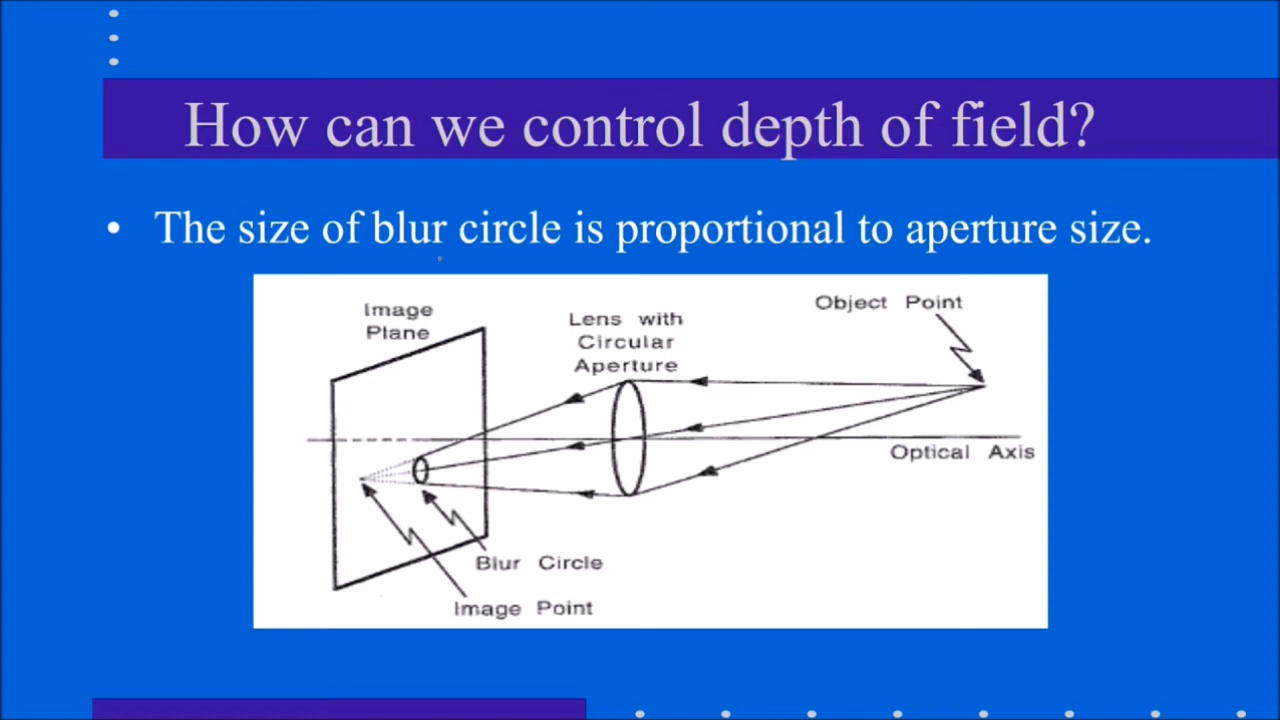 How can we control depth of field?
• The size of blur circle is proportional to aperture size.
Image
Plane
Lens with
Circular
Aperture
Object Point
Optical Axis
Blur Circle
Image Point